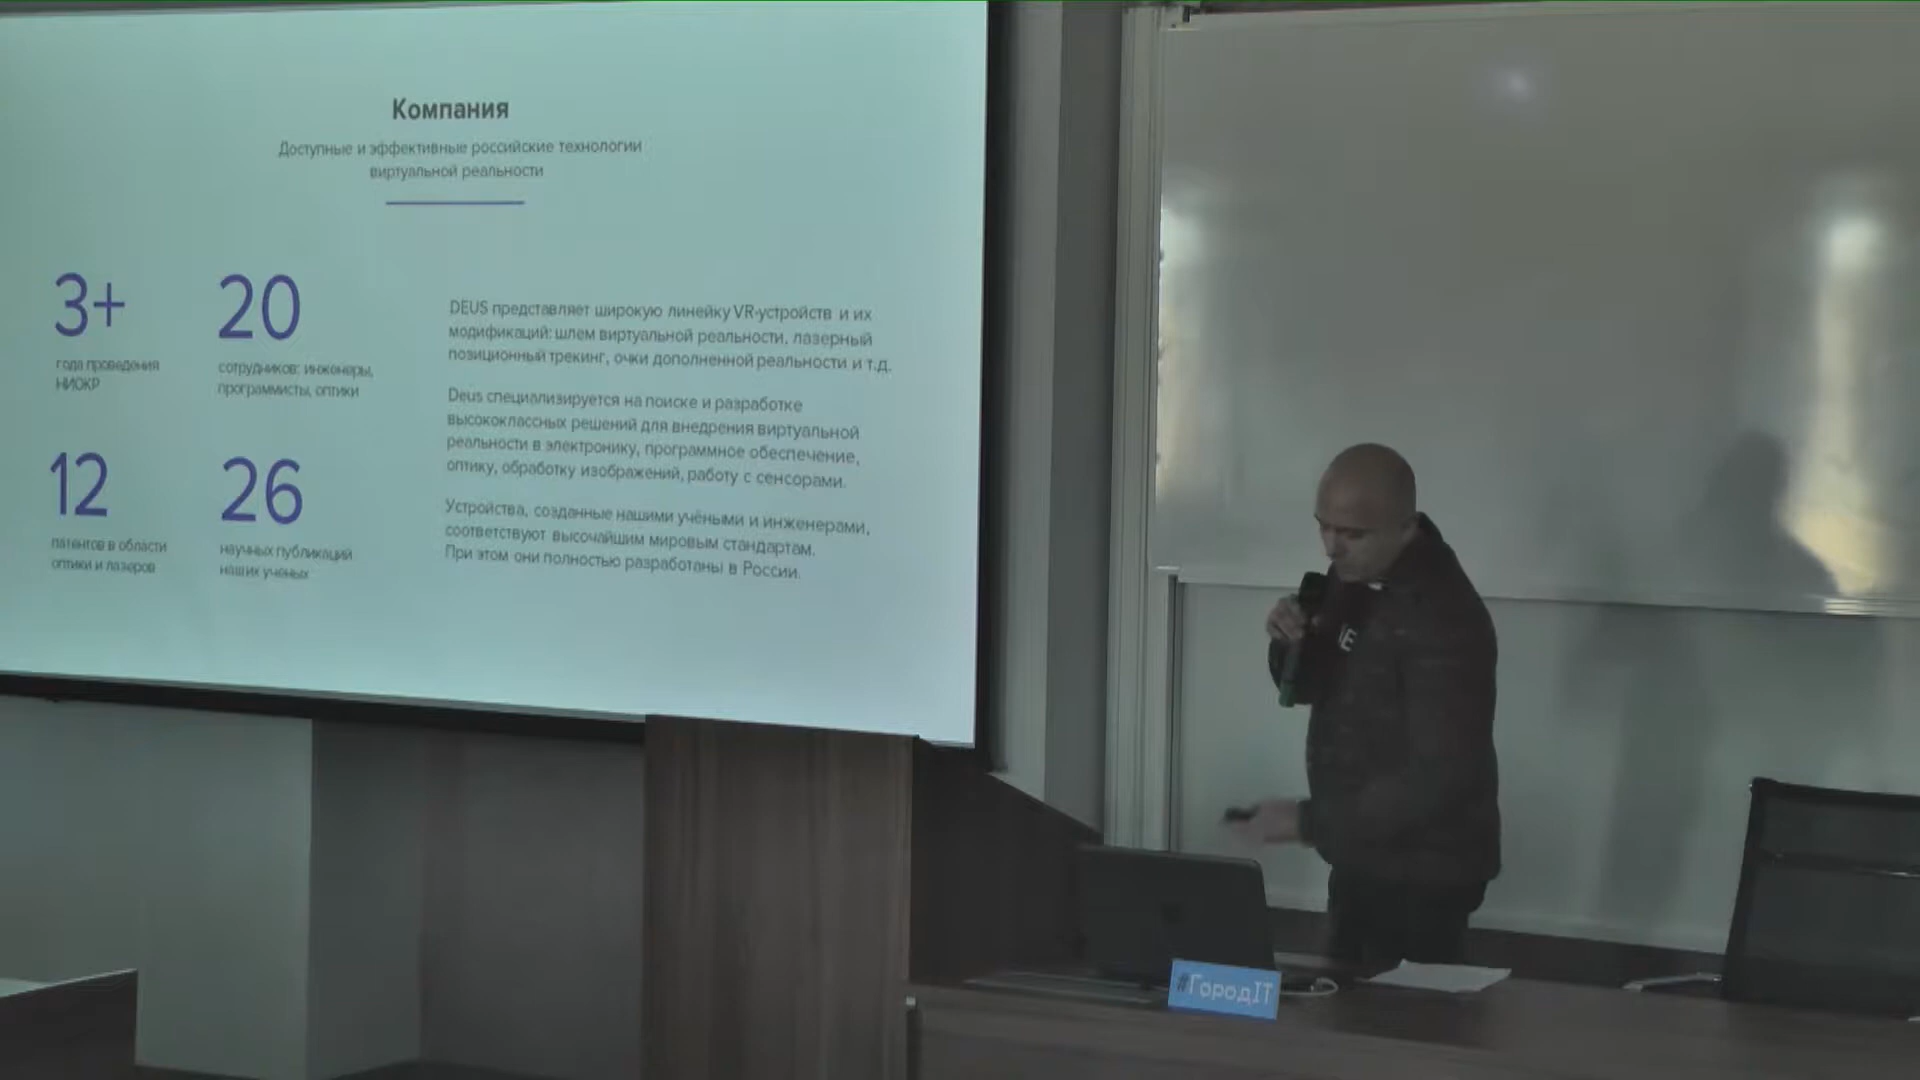 Компания
Доступные и эффективные российские технологии
виртуальной реальности
3+
года проведения
НИОКР
20
сотрудников: инженеры,
программисты, оптики
12
патентов в области
оптики и лазеров
26
научных публикаций
наших учёных
DEUS представляет широкую линейку VR-устройств и их
модификаций: шлем виртуальной реальности, лазерный
позиционный трекинг, очки дополненной реальности и т.д.
Deus специализируется на поиске и разработке
высококлассных решений для внедрения виртуальной
реальности в электронику, программное обеспечение,
оптику, обработку изображений, работу с сенсорами.
Устройства, созданные нашими учёными и инженерами,
соответствуют высочайшим мировым стандартам.
При этом они полностью разработаны в России.
#ГородIT